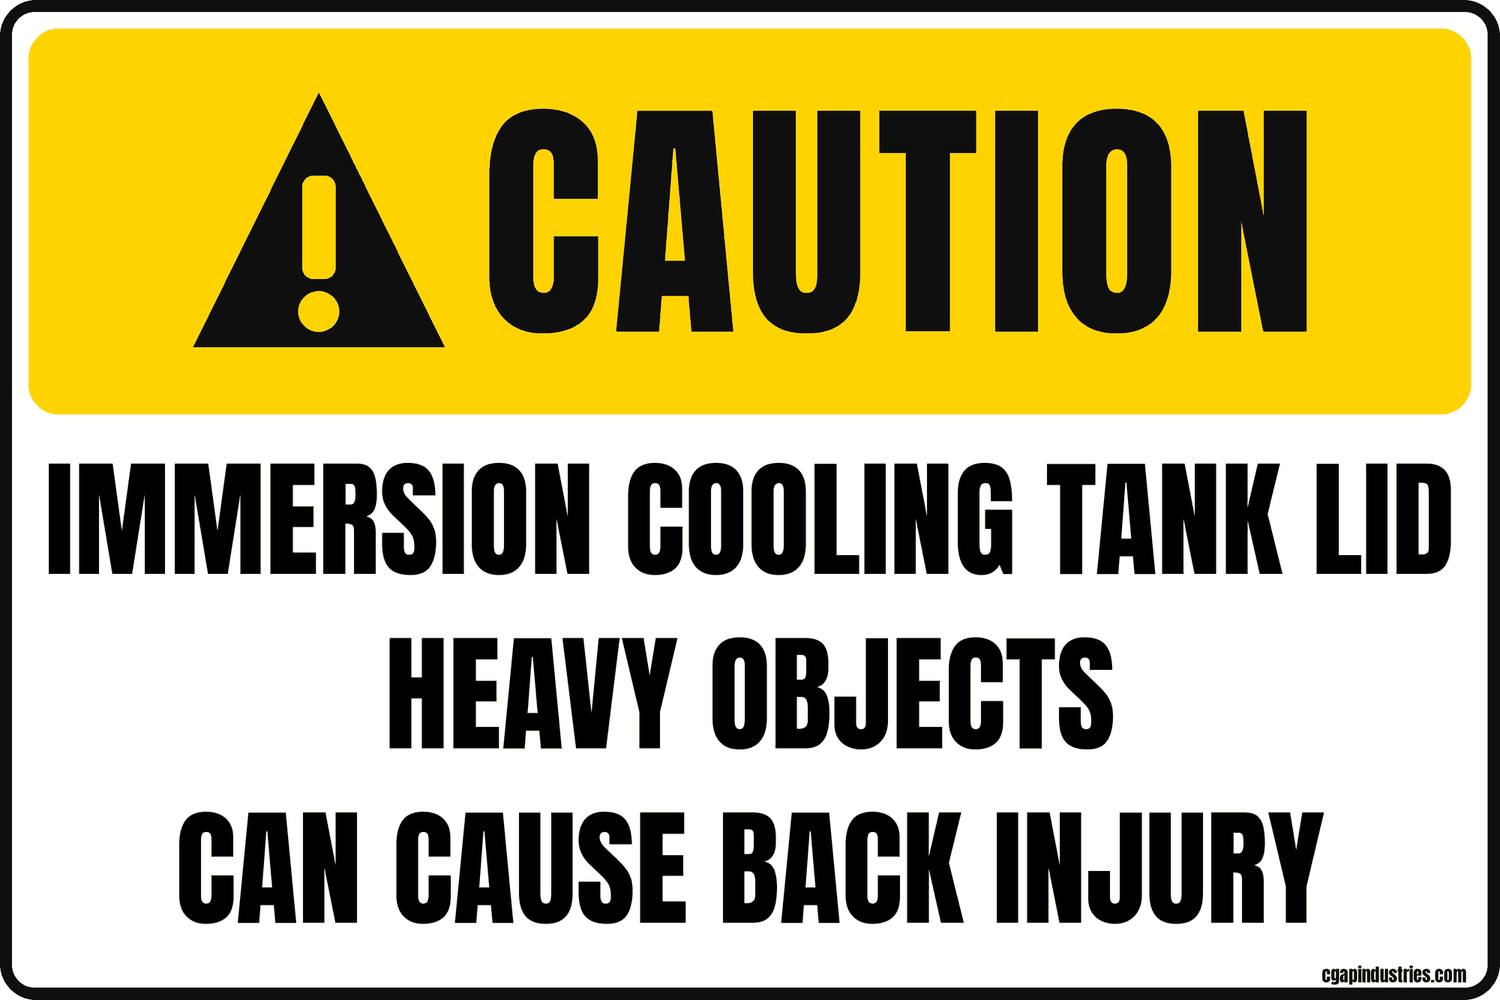 CAUTION
IMMERSION COOLING TANK LID
HEAVY OBJECTS
CAN CAUSE BACK INJURY
cgapindustries.com